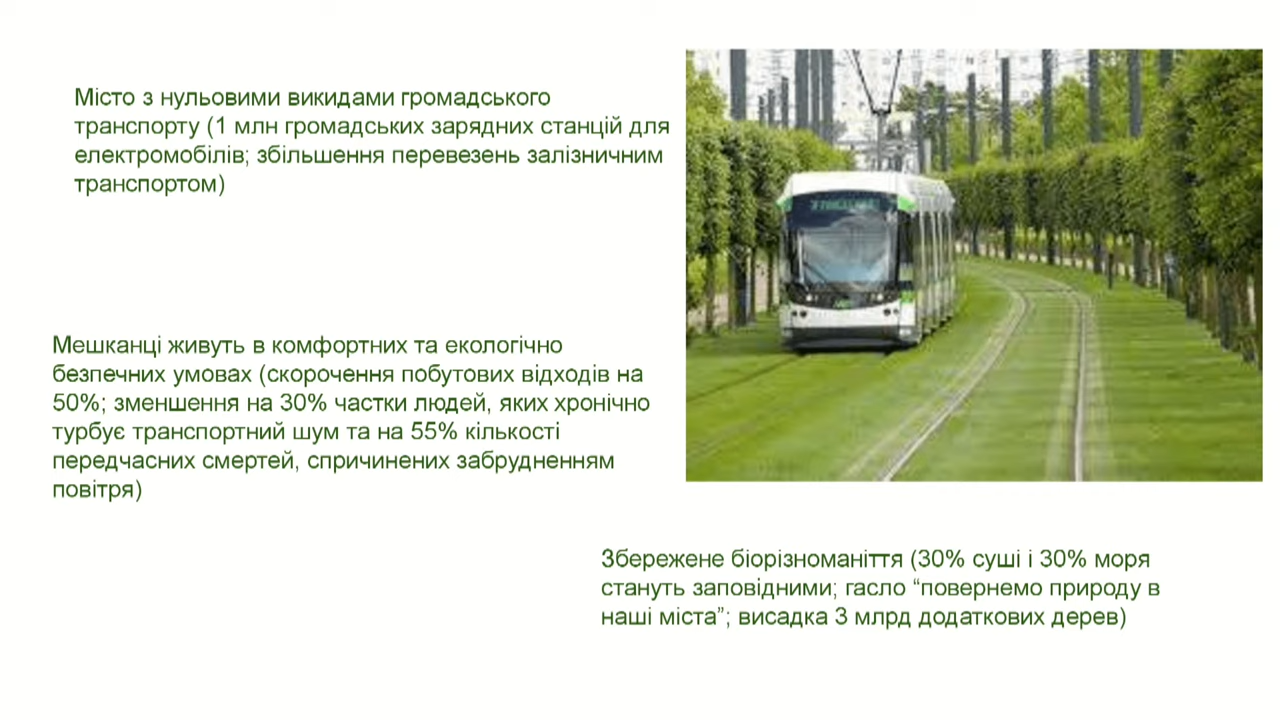 Місто з нульовими викидами громадського
транспорту (1 млн громадських зарядних станцій для
електромобілів; збільшення перевезень залізничним
транспортом)
Мешканці живуть в комфортних та екологічно
безпечних умовах (скорочення побутових відходів на
50%; зменшення на 30% частки людей, яких хронічно
турбує транспортний шум та на 55% кількості
передчасних смертей, спричинених забрудненням
повітря)
Збережене біорізноманіття (30% суші і 30% моря
стануть заповідними; гасло “повернемо природу в
наші міста”; висадка 3 млрд додаткових дерев)